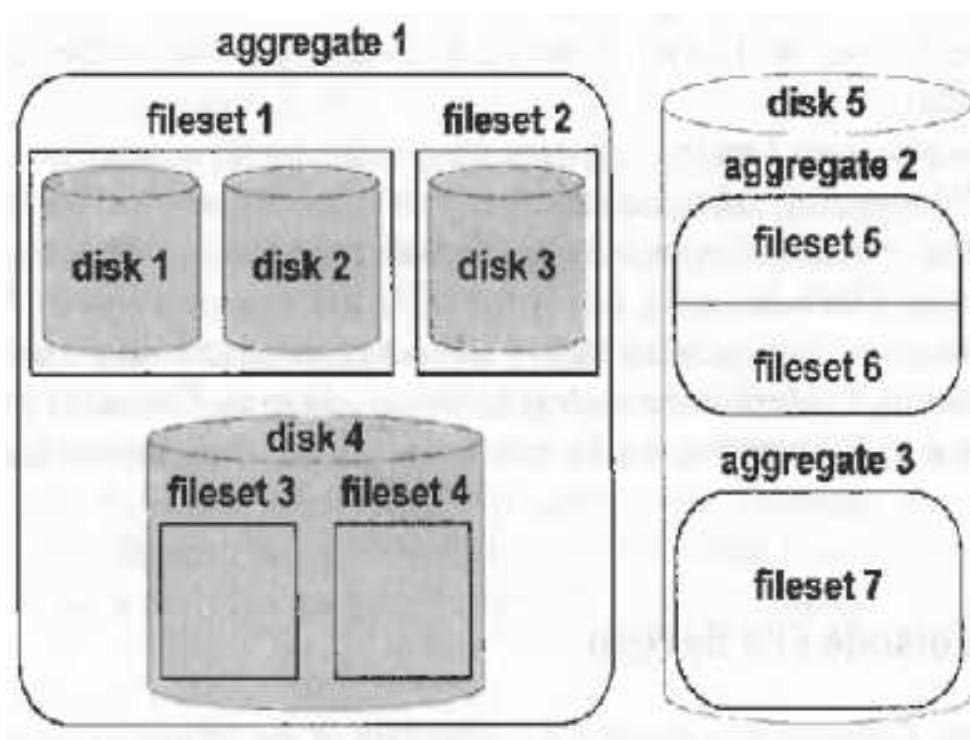 aggregate 1
fileset 1
fileset 2
disk 1
disk 2
disk 3
disk 4
fileset 3
fileset 4
disk 5
aggregate 2
fileset 5
fileset 6
aggregate 3
fileset 7